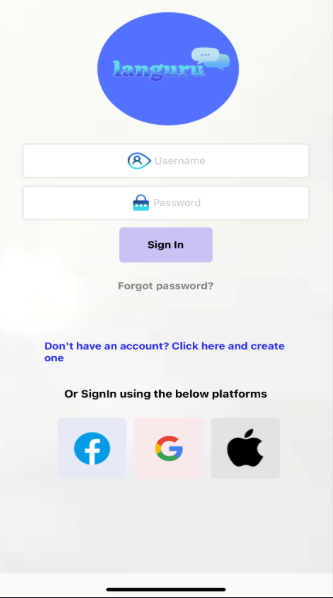 languru
Username
Password
Sign In
Forgot password?
Don't have an account? Click here and create
one
Or SignIn using the below platforms